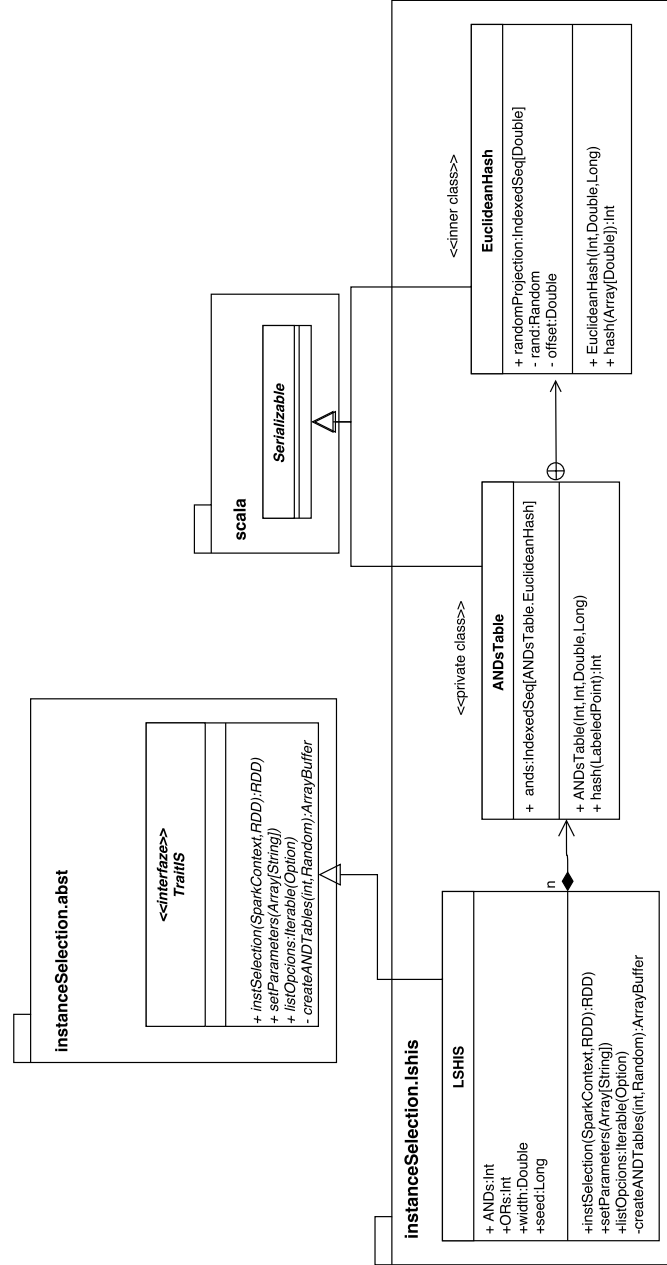 instanceSelection.abst
<<interfaze>>
TraitIS
+ instSelection(SparkContext,RDD):RDD)
+ setParameters(Array[String])
+ listOpcions:Iterable(Option)
- createANDTables(int,Random):ArrayBuffer
scala
Serializable
instanceSelection.lshis
LSHIS
+ ANDs:Int
+ORs:Int
+width:Double
+seed:Long
+instSelection(SparkContext,RDD):RDD)
+setParameters(Array[String])
+listOpcions:Iterable(Option)
-createANDTables(int,Random):ArrayBuffer
n
<<private class>>
ANDsTable
+ ands:IndexedSeq[ANDsTable.EuclideanHash]
+ ANDsTable(Int,Int,Double,Long)
+ hash(LabeledPoint):Int
<<inner class>>
EuclideanHash
+ randomProjection:IndexedSeq[Double]
- rand:Random
- offset:Double
+ EuclideanHash(Int,Double,Long)
+ hash(Array[Double]):Int